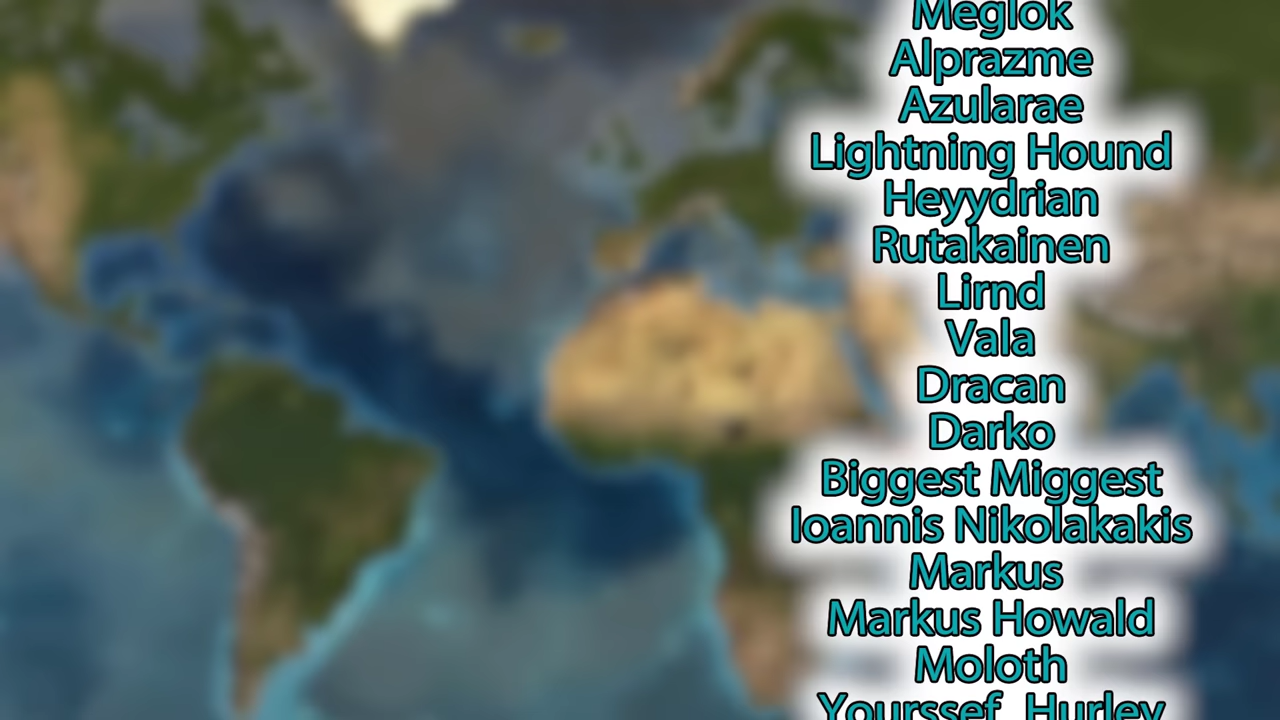 Meglok
Alprazme
Azularae
Lightning Hound
Heyydrian
Rutakainen
Lirnd
Vala
Dracan
Darko
Biggest Miggest
Ioannis Nikolakakis
Markus
Markus Howald
Moloth
Yourssef_Hurley